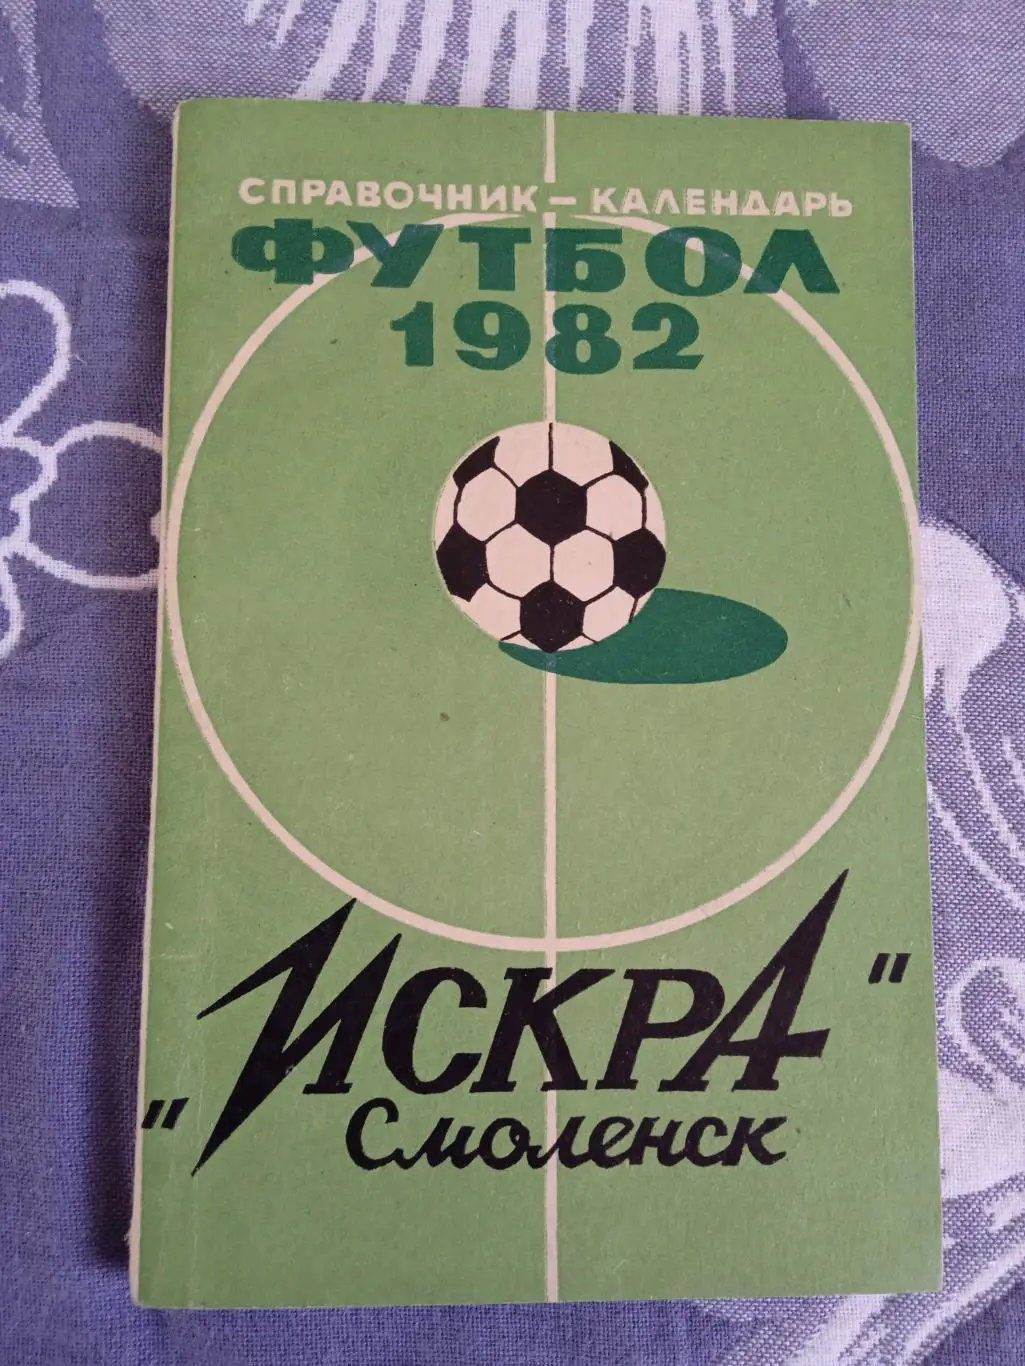 СПРАВОЧНИК – КАЛЕНДАРЬ
ФУТБОЛ
1982
"ИСКРА"
Смоленск